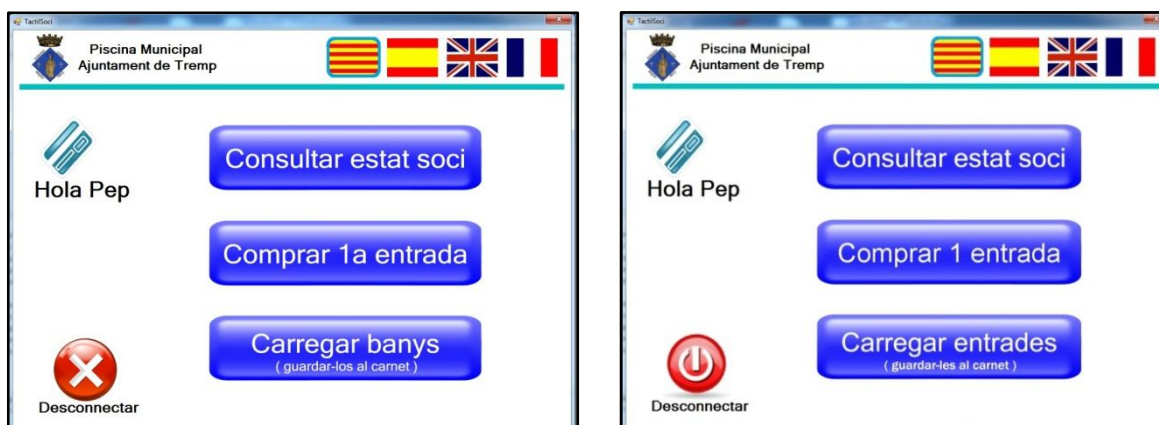 TactilSoci
Piscina Municipal
Ajuntament de Tremp
Hola Pep
Consultar estat soci
Comprar 1a entrada
Carregar banys
( guardar-los al carnet )
Desconnectar
TactilSoci
Piscina Municipal
Ajuntament de Tremp
Hola Pep
Consultar estat soci
Comprar 1 entrada
Carregar entrades
( guardar-les al carnet )
Desconnectar